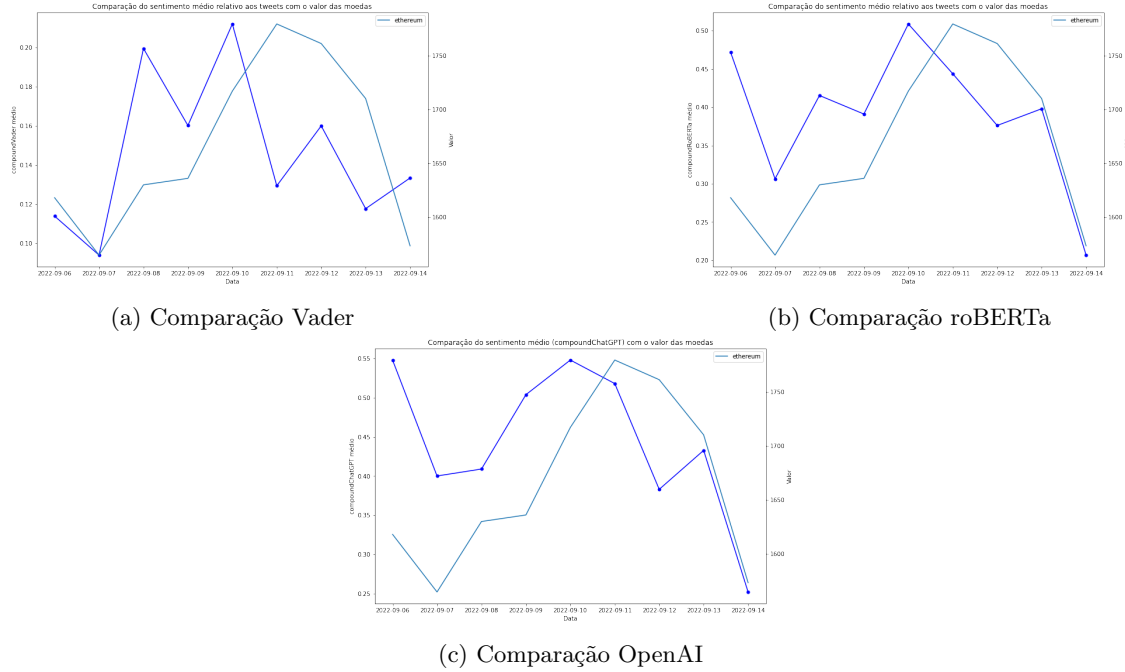 Comparação do sentimento médio relativo aos tweets com o valor das moedas
ethereum
0.20
0.18
0.16
0.14
0.12
0.10
compoundVader médio
1750
1700
1650
1600
Valor
2022-09-06 2022-09-07 2022-09-08 2022-09-09 2022-09-10 2022-09-11 2022-09-12 2022-09-13 2022-09-14
Data
(a) Comparação Vader
Comparação do sentimento médio relativo aos tweets com o valor das moedas
ethereum
0.50
0.45
0.40
0.35
0.30
0.25
0.20
compoundRoBERTa médio
1750
1700
1650
1600
2022-09-06 2022-09-07 2022-09-08 2022-09-09 2022-09-10 2022-09-11 2022-09-12 2022-09-13 2022-09-14
Data
(b) Comparação roBERTa
Comparação do sentimento médio (compoundChatGPT) com o valor das moedas
ethereum
0.55
0.50
0.45
0.40
0.35
0.30
0.25
compoundChatGPT médio
1750
1700
1650
1600
Valor
2022-09-06 2022-09-07 2022-09-08 2022-09-09 2022-09-10 2022-09-11 2022-09-12 2022-09-13 2022-09-14
Data
(c) Comparação OpenAI